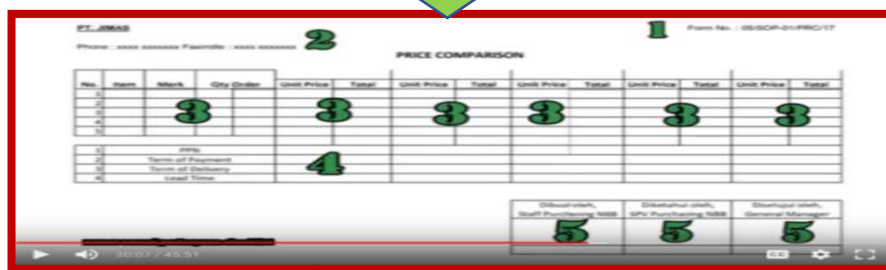 PT. JIMAS
Form No. : 05/SOP-01/PRC/17
1
2
Phone : xxxx xxxxxxx Faximile : xxxx xxxxxxx
PRICE COMPARISON
No. Item Merk Qty Order Unit Price Total Unit Price Total Unit Price Total Unit Price Total Unit Price Total
1
2
3
4
5
3 3 3 3 3 3
1 PPN
2 Term of Payment
3 Term of Delivery
4 Lead Time
4
Dibuat oleh, Diketahui oleh, Disetujui oleh,
Staff Purchasing NBB SPV Purchasing NBB General Manager
5 5 5
30:07 / 45:51
CC